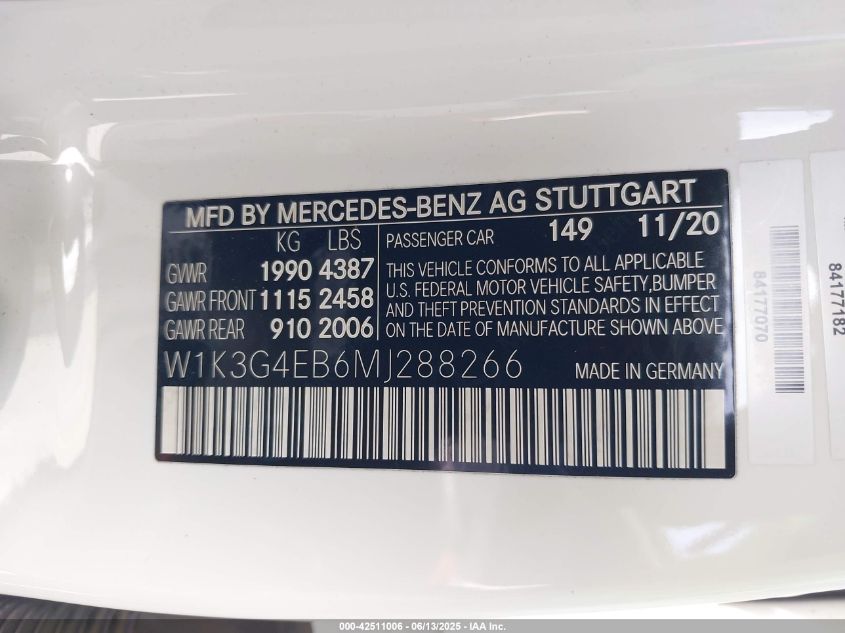 MFD BY MERCEDES-BENZ AG STUTTGART
KG LBS
GVWR 1990 4387
GAWR FRONT 1115 2458
GAWR REAR 910 2006
PASSENGER CAR 149 11/20
THIS VEHICLE CONFORMS TO ALL APPLICABLE
U.S. FEDERAL MOTOR VEHICLE SAFETY,BUMPER
AND THEFT PREVENTION STANDARDS IN EFFECT
ON THE DATE OF MANUFACTURE SHOWN ABOVE
W1K3G4EB6MJ288266 MADE IN GERMANY
84177070
84177182
000-42511006 - 06/13/2025 - IAA Inc.